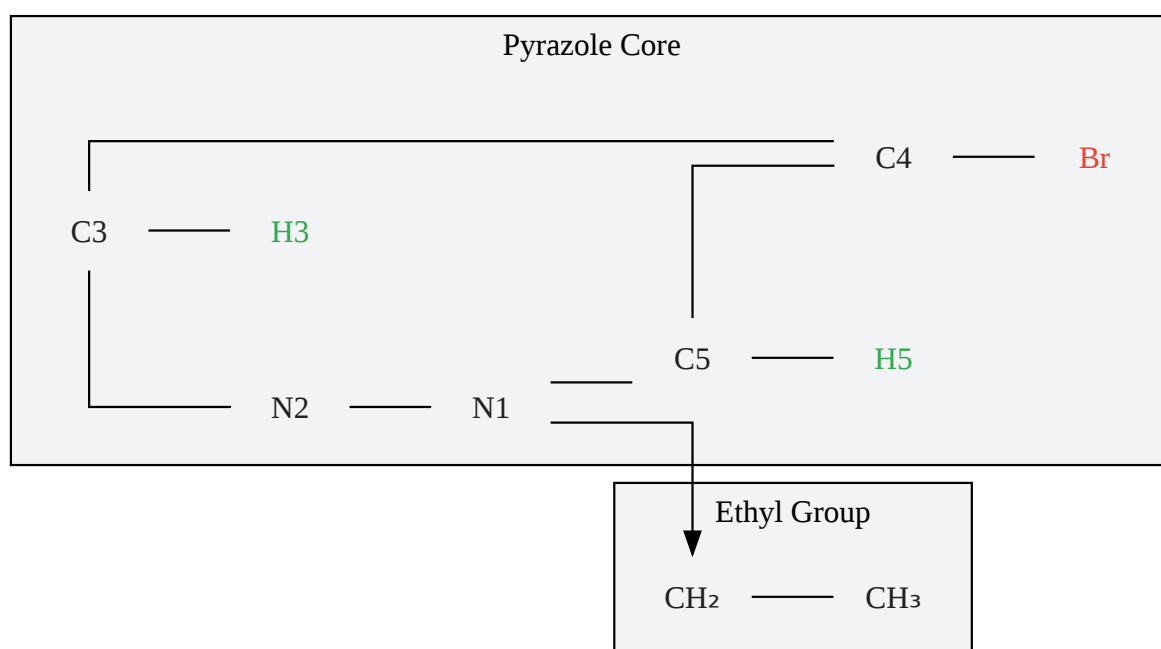 Pyrazole Core
C4
Br
C3
H3
C5
H5
N2
N1
Ethyl Group
CH₂
CH₃